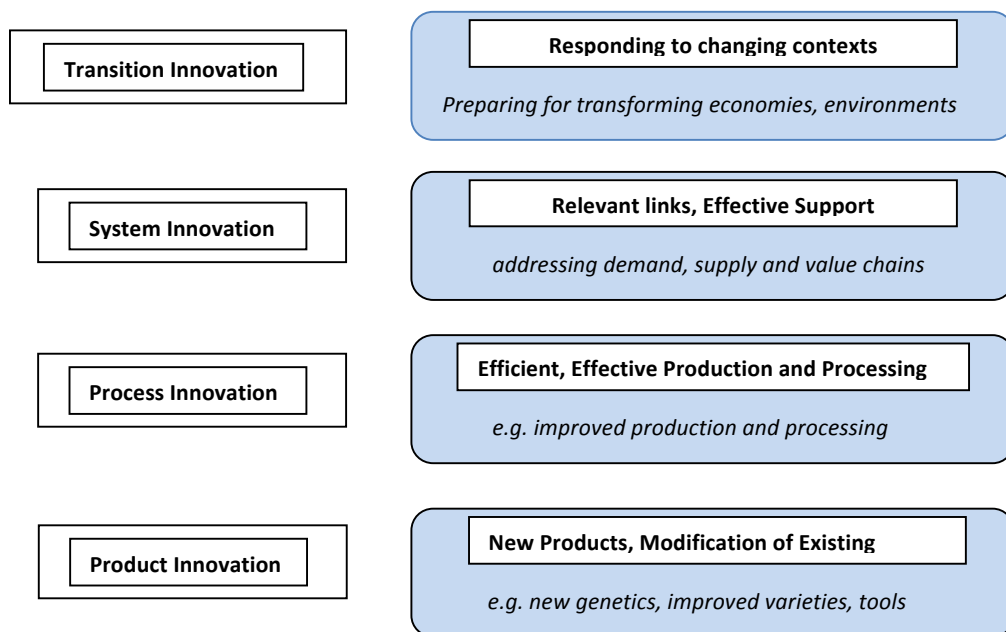 Transition Innovation
Responding to changing contexts
Preparing for transforming economies, environments
System Innovation
Relevant links, Effective Support
addressing demand, supply and value chains
Process Innovation
Efficient, Effective Production and Processing
e.g. improved production and processing
Product Innovation
New Products, Modification of Existing
e.g. new genetics, improved varieties, tools